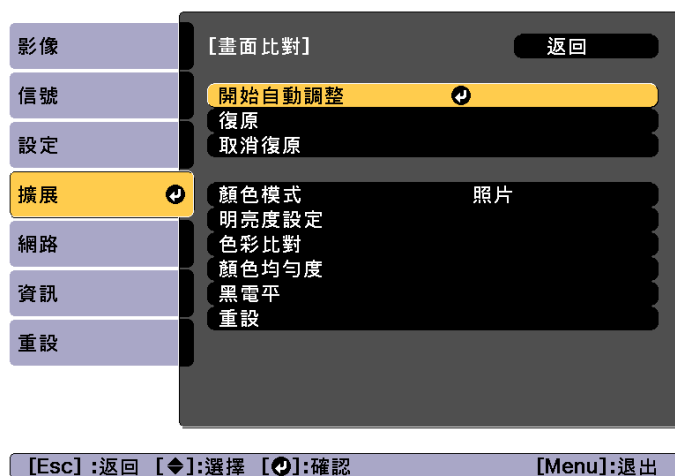 影像
信號
設定
擴展
網路
資訊
重設
[畫面比對] 返回
開始自動調整
復原
取消復原
顏色模式 照片
明亮度設定
色彩比對
顏色均勻度
黑電平
重設
[Esc] :返回 [◆]:選擇 [↵]:確認 [Menu]:退出